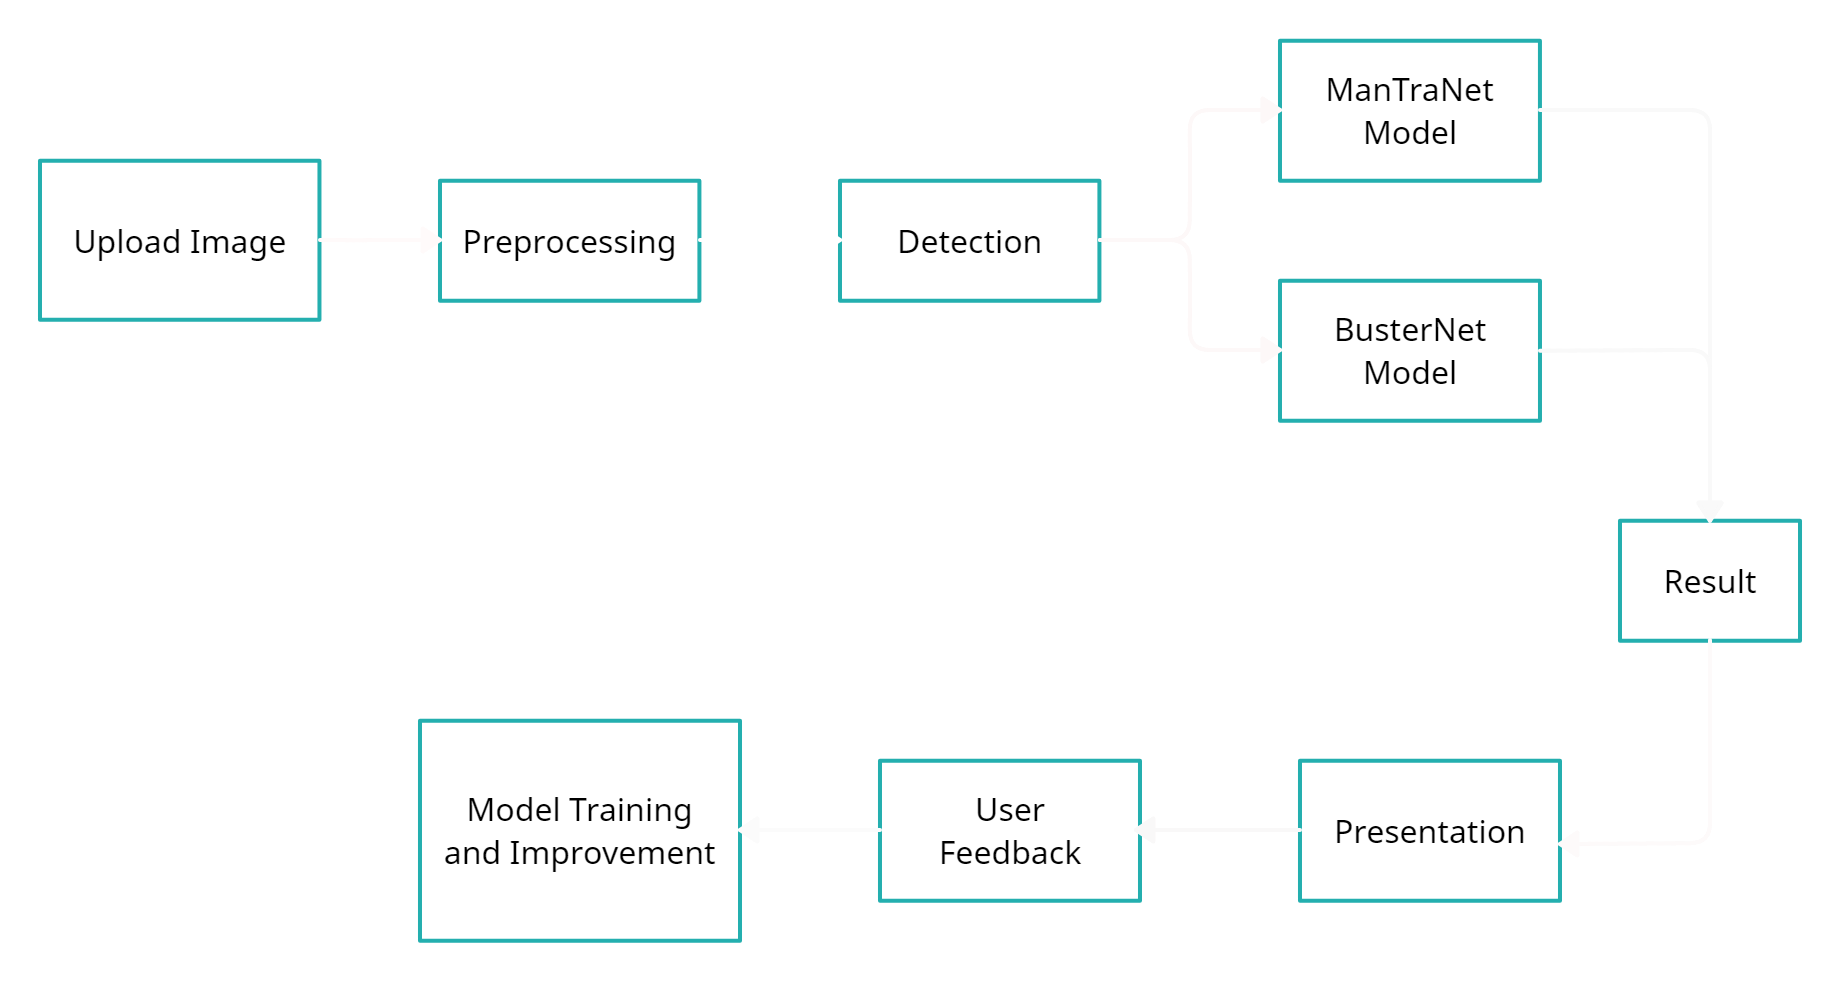 Upload Image
Preprocessing
Detection
ManTraNet
Model
BusterNet
Model
Result
Presentation
User
Feedback
Model Training
and Improvement